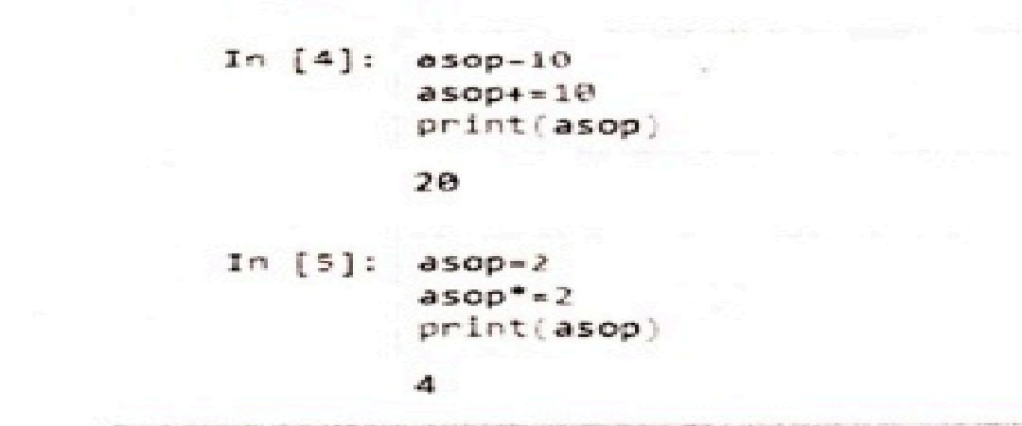 In [4]: asop=10
asop+=10
print(asop)
20
In [5]: asop=2
asop*=2
print(asop)
4